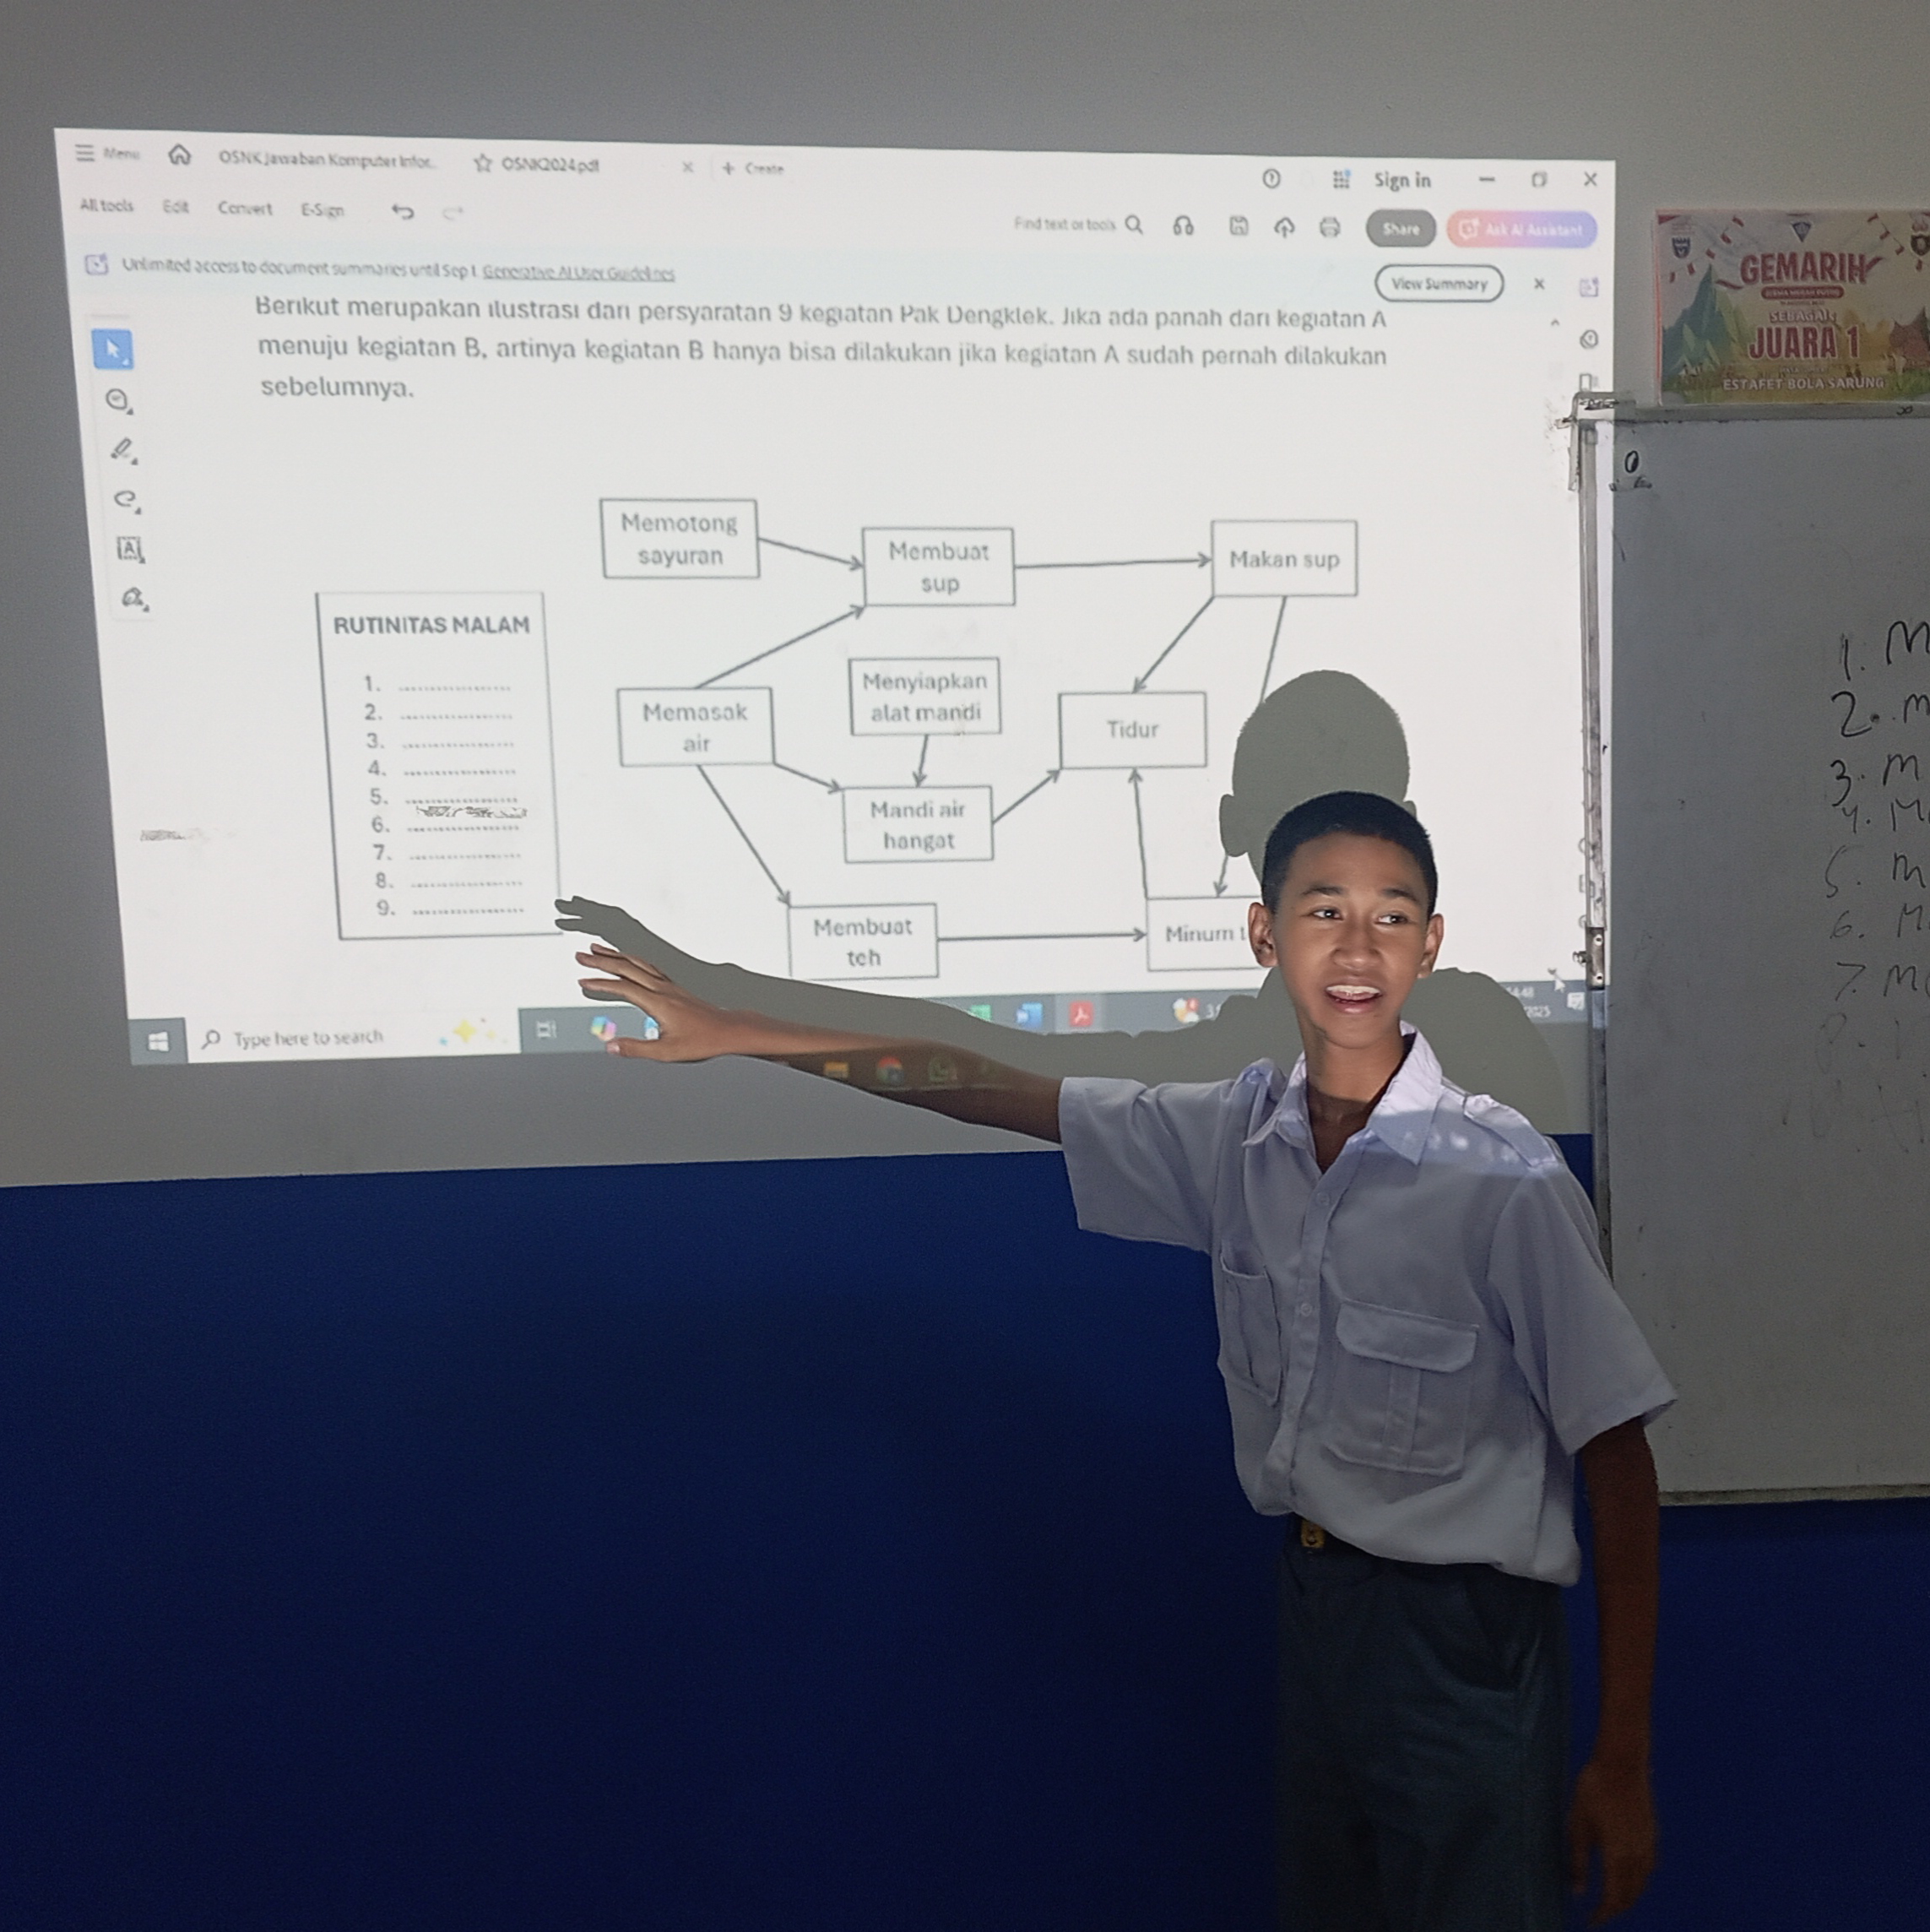 Menu
OSNK Jawaban Komputer Infor...
OSNK2024.pdf
+ Create
Sign in
All tools Edit Convert E-Sign
Find text or tools
Share
Ask AI Assistant
Unlimited access to document summaries until Sep 1. Generative AI User Guidelines
View Summary
Berikut merupakan ilustrasi dari persyaratan 9 kegiatan Pak Dengklek. Jika ada panah dari kegiatan A
menuju kegiatan B, artinya kegiatan B hanya bisa dilakukan jika kegiatan A sudah pernah dilakukan
sebelumnya.
Memotong
sayuran
Membuat
sup
Makan sup
RUTINITAS MALAM
1. ....................
2. ....................
3. ....................
4. ....................
5. ....................
6. ....................
7. ....................
8. ....................
9. ....................
Memasak
air
Menyiapkan
alat mandi
Tidur
Mandi air
hangat
Membuat
teh
Minum t
Type here to search
GEMARIH
SEBAGAI
JUARA 1
ESTAFET BOLA SARUNG
1. M
2. m
3. m
4. M
5. m
6. M
7. M